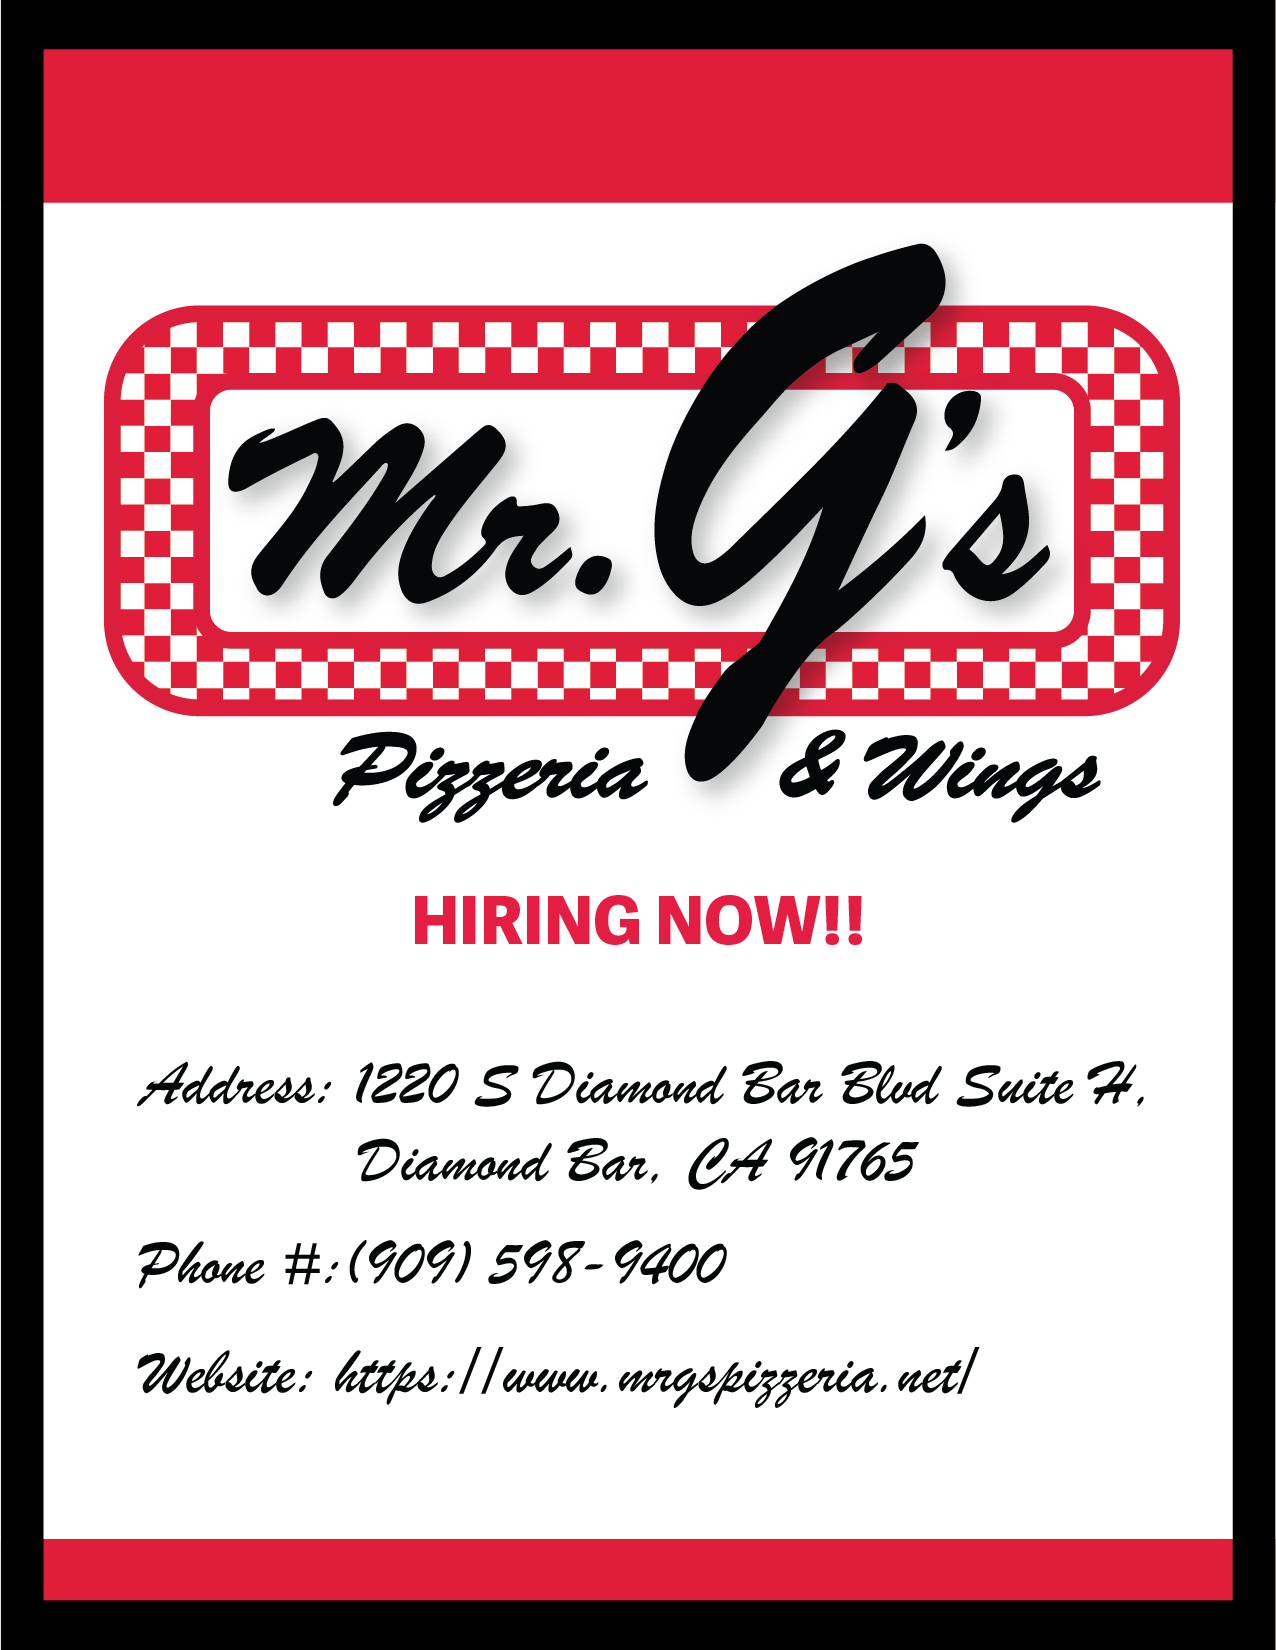 Mr. G's
Pizzeria & Wings
HIRING NOW!!
Address: 1220 S Diamond Bar Blvd Suite H,
Diamond Bar, CA 91765
Phone #:(909) 598-9400
Website: https://www.mrgspizzeria.net/